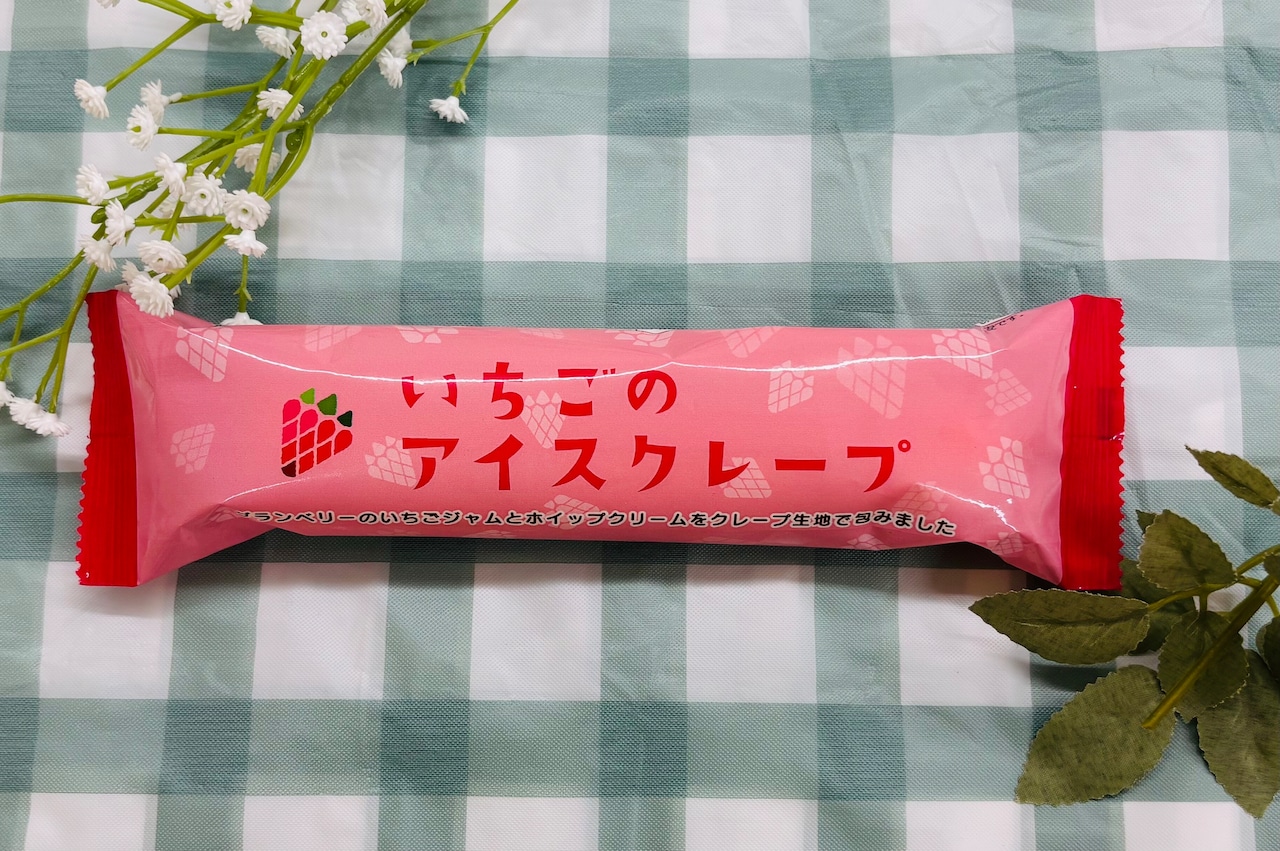 いちごの
アイスクレープ
グランベリーのいちごジャムとホイップクリームをクレープ生地で包みました